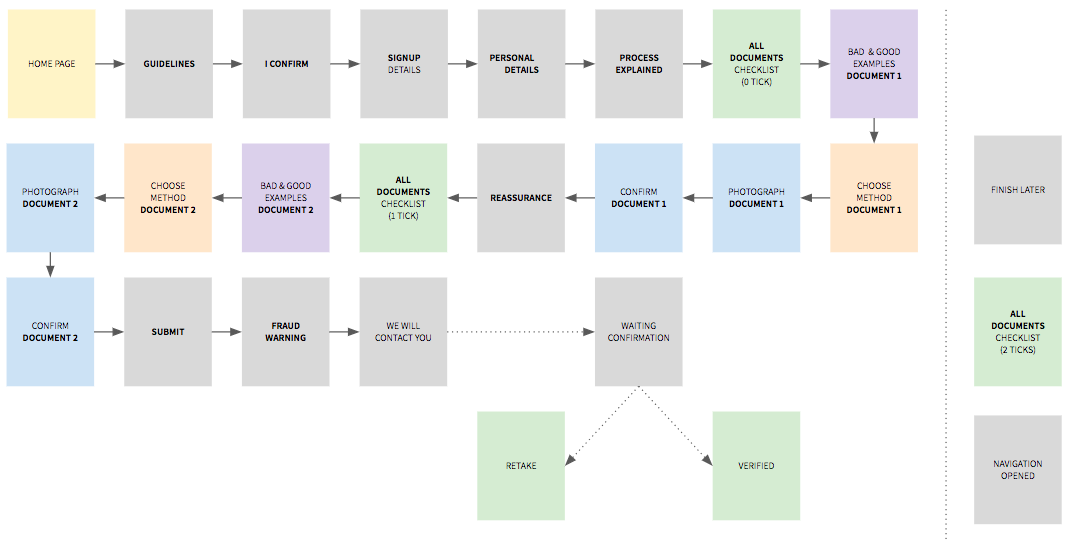 HOME PAGE
GUIDELINES
I CONFIRM
SIGNUP
DETAILS
PERSONAL
DETAILS
PROCESS
EXPLAINED
ALL
DOCUMENTS
CHECKLIST
(0 TICK)
BAD & GOOD
EXAMPLES
DOCUMENT 1
PHOTOGRAPH
DOCUMENT 2
CHOOSE
METHOD
DOCUMENT 2
BAD & GOOD
EXAMPLES
DOCUMENT 2
ALL
DOCUMENTS
CHECKLIST
(1 TICK)
REASSURANCE
CONFIRM
DOCUMENT 1
PHOTOGRAPH
DOCUMENT 1
CHOOSE
METHOD
DOCUMENT 1
FINISH LATER
CONFIRM
DOCUMENT 2
SUBMIT
FRAUD
WARNING
WE WILL
CONTACT YOU
WAITING
CONFIRMATION
ALL
DOCUMENTS
CHECKLIST
(2 TICKS)
RETAKE
VERIFIED
NAVIGATION
OPENED